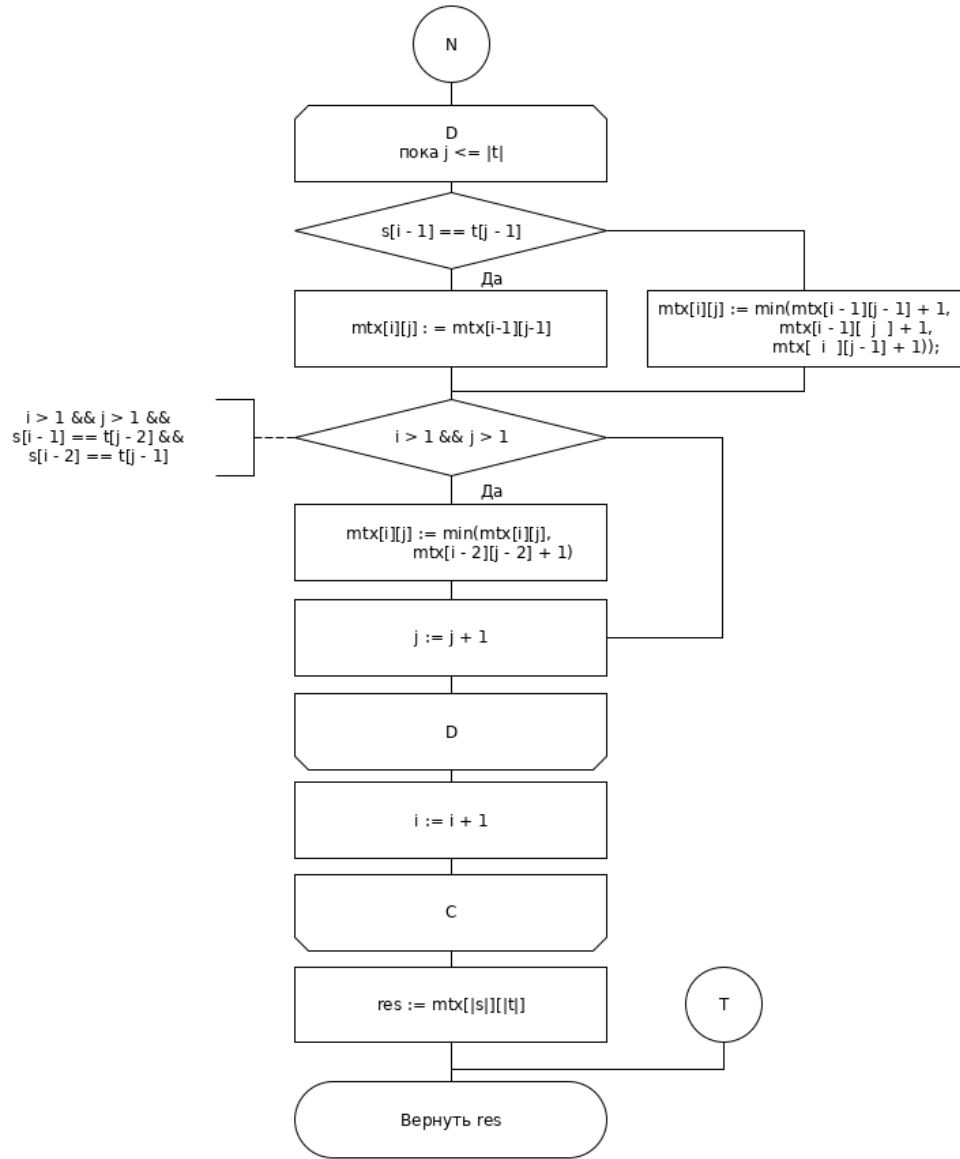 N
D
пока j <= |t|
s[i - 1] == t[j - 1]
Да
mtx[i][j] : = mtx[i-1][j-1]
mtx[i][j] := min(mtx[i - 1][j - 1] + 1,
mtx[i - 1][ j ] + 1,
mtx[ i ][j - 1] + 1));
i > 1 && j > 1 &&
s[i - 1] == t[j - 2] &&
s[i - 2] == t[j - 1]
i > 1 && j > 1
Да
mtx[i][j] := min(mtx[i][j],
mtx[i - 2][j - 2] + 1)
j := j + 1
D
i := i + 1
C
res := mtx[|s|][|t|]
T
Вернуть res